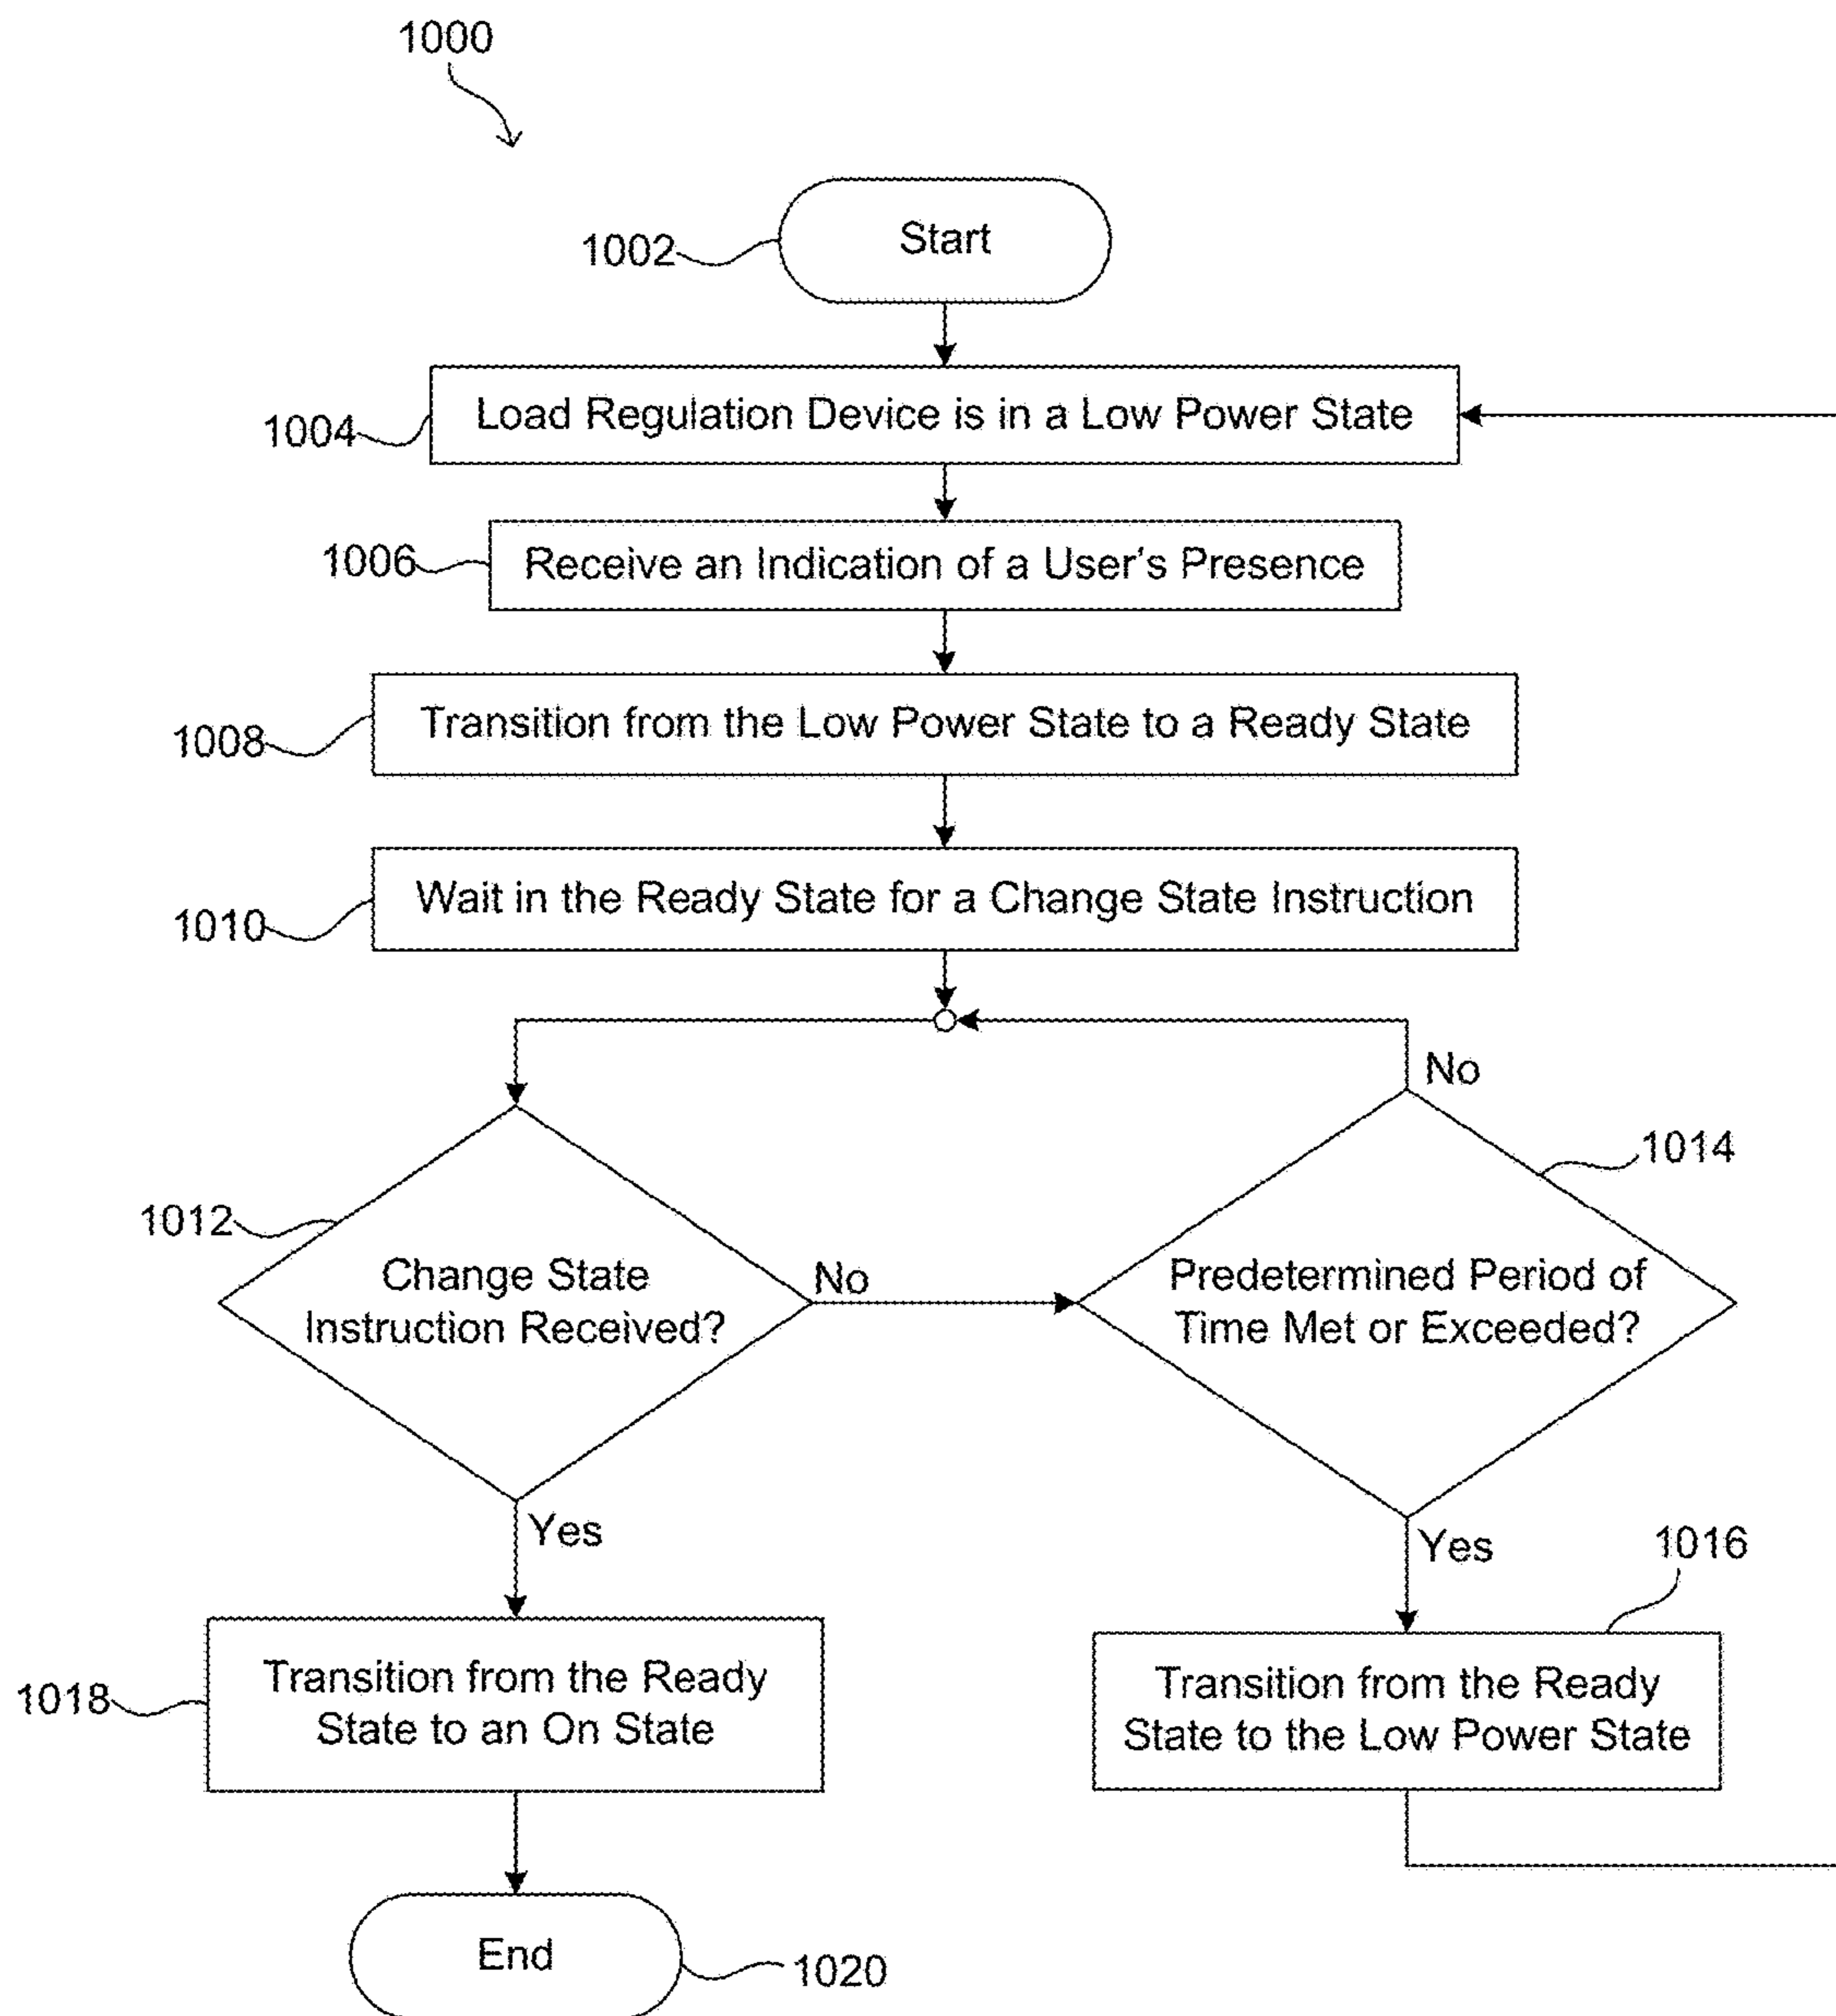 1000
1002
Start
1004
Load Regulation Device is in a Low Power State
1006
Receive an Indication of a User's Presence
1008
Transition from the Low Power State to a Ready State
1010
Wait in the Ready State for a Change State Instruction
No
1014
1012
Change State
Instruction Received?
No
Predetermined Period of
Time Met or Exceeded?
Yes
Yes
1016
1018
Transition from the Ready
State to an On State
Transition from the Ready
State to the Low Power State
End
1020